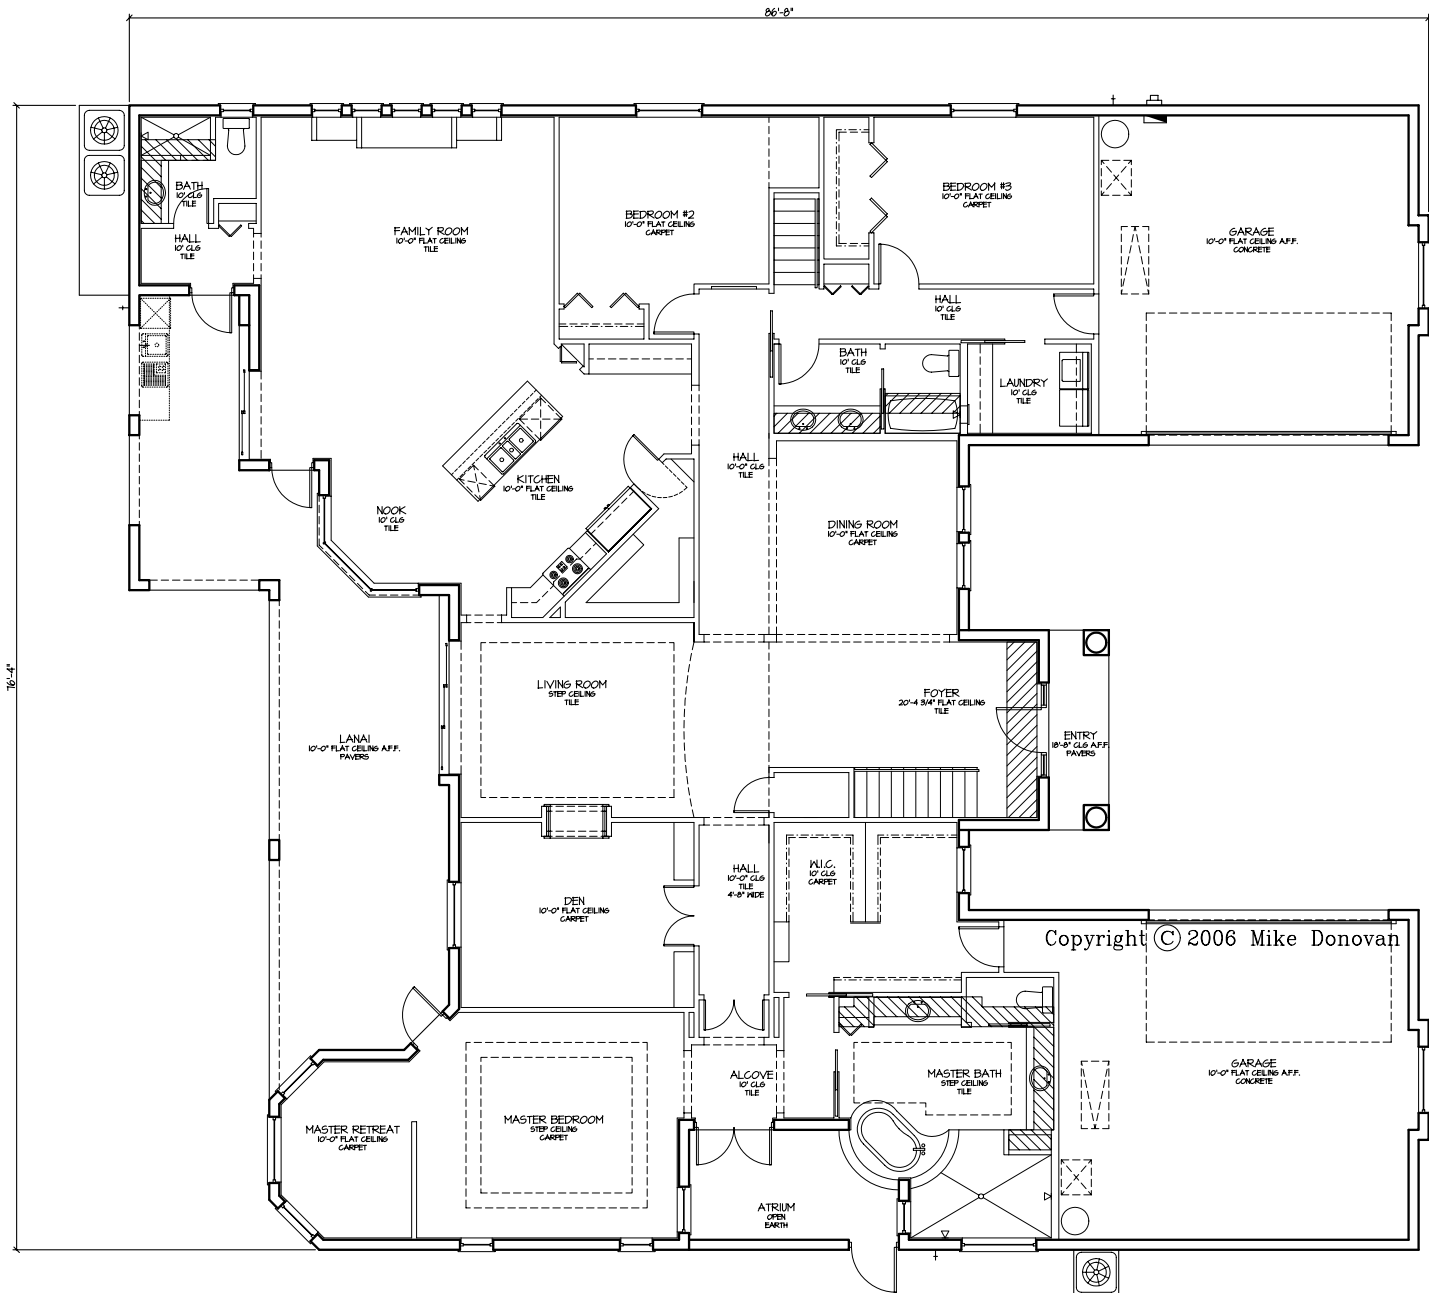 86'-8"
76'-4"
BATH
10' CLG
TILE
HALL
10' CLG
TILE
FAMILY ROOM
10'-0" FLAT CEILING
TILE
BEDROOM #2
10'-0" FLAT CEILING
CARPET
BEDROOM #3
10'-0" FLAT CEILING
CARPET
GARAGE
10'-0" FLAT CEILING A.F.F.
CONCRETE
HALL
10' CLG
TILE
BATH
10' CLG
TILE
LAUNDRY
10' CLG
TILE
HALL
10'-0" CLG
TILE
KITCHEN
10'-0" FLAT CEILING
TILE
NOOK
10' CLG
TILE
DINING ROOM
10'-0" FLAT CEILING
CARPET
LIVING ROOM
STEP CEILING
TILE
FOYER
20'-4 3/4" FLAT CEILING
TILE
ENTRY
18'-8" CLG A.F.F.
PAVERS
LANAI
10'-0" FLAT CEILING A.F.F.
PAVERS
HALL
10'-0" CLG
TILE
4'-8" WIDE
W.I.C.
10' CLG
CARPET
DEN
10'-0" FLAT CEILING
CARPET
Copyright © 2006 Mike Donovan
ALCOVE
10' CLG
TILE
MASTER BATH
STEP CEILING
TILE
GARAGE
10'-0" FLAT CEILING A.F.F.
CONCRETE
MASTER BEDROOM
STEP CEILING
CARPET
MASTER RETREAT
10'-0" FLAT CEILING
CARPET
ATRIUM
OPEN
EARTH